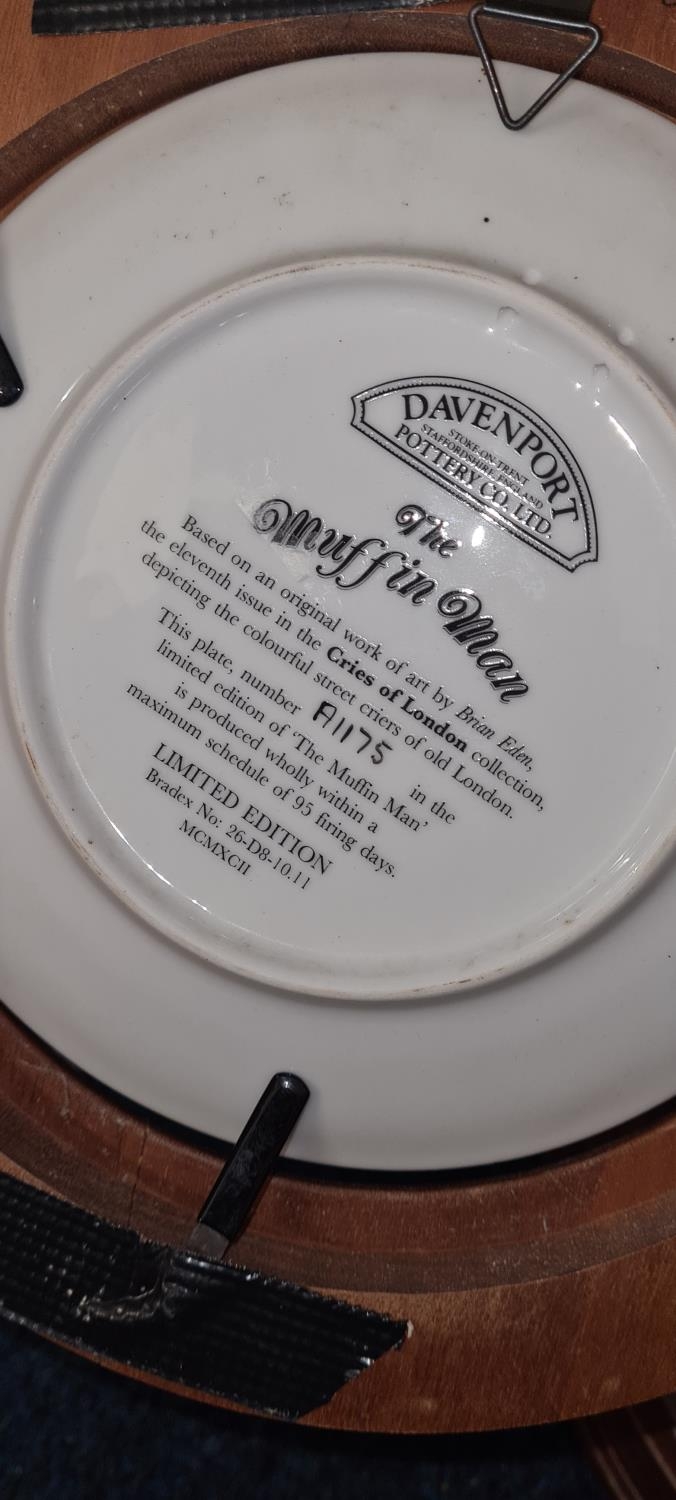 DAVENPORT
STOKE-ON-TRENT
STAFFORDSHIRE, ENGLAND
POTTERY CO. LTD.
The
Muffin Man
Based on an original work of art by Brian Eden,
the eleventh issue in the Cries of London collection,
depicting the colourful street criers of old London.
This plate, number A1175 in the
limited edition of 'The Muffin Man'
is produced wholly within a
maximum schedule of 95 firing days.
LIMITED EDITION
Bradex No: 26-D8-10.11
MCMXCII